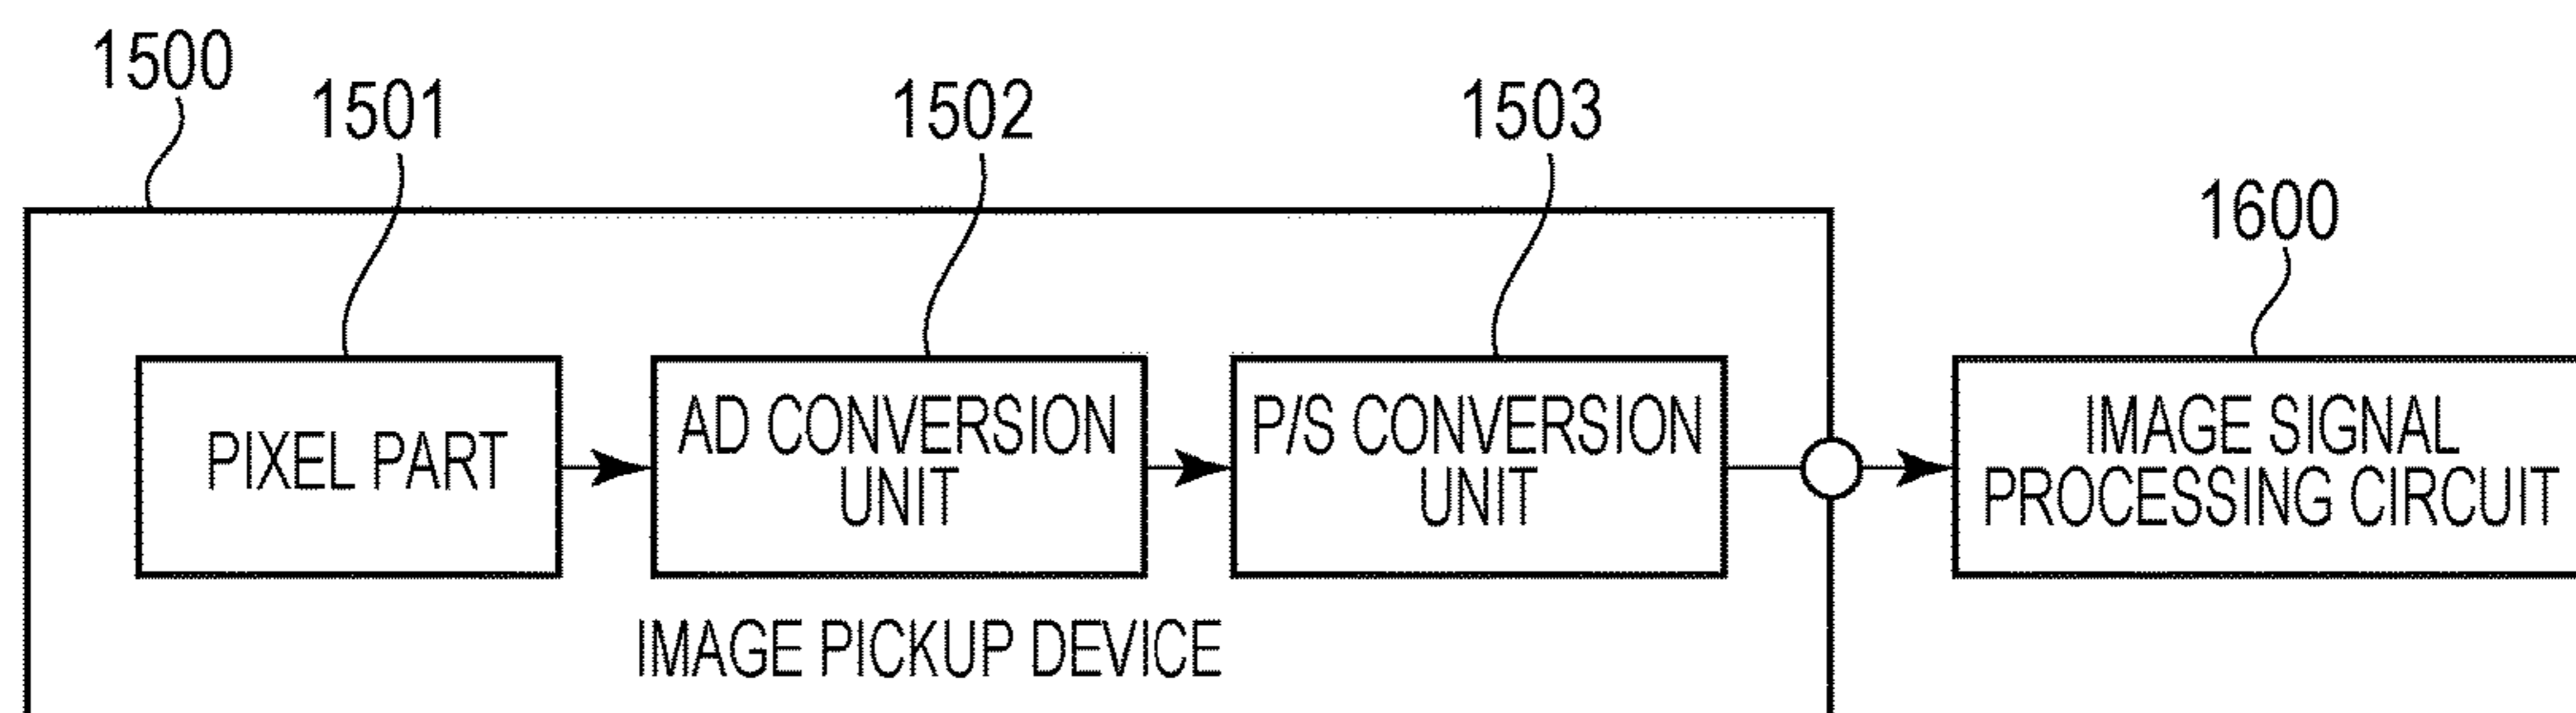 1500
1501
1502
1503
1600
PIXEL PART
AD CONVERSION
UNIT
P/S CONVERSION
UNIT
IMAGE SIGNAL
PROCESSING CIRCUIT
IMAGE PICKUP DEVICE